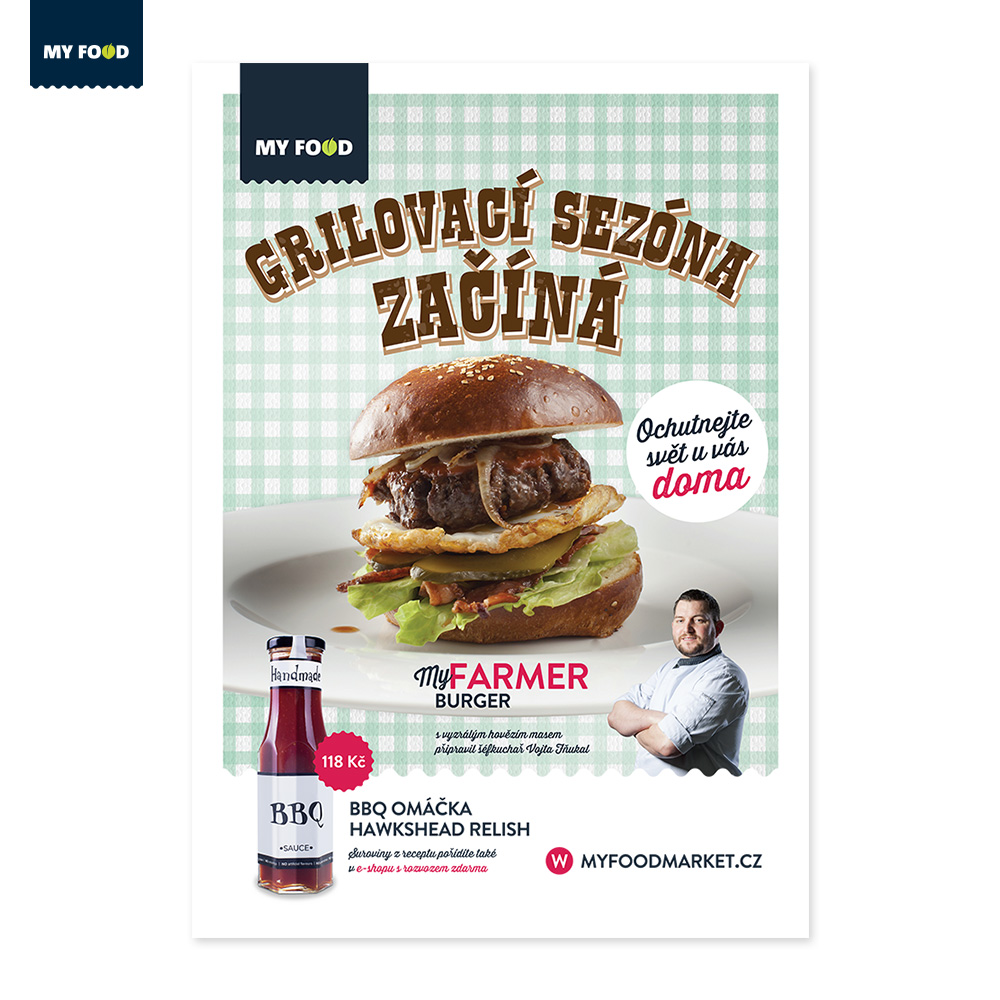 MY FOOD
MY FOOD
GRILOVACÍ SEZÓNA
ZAČÍNÁ
Ochutnejte
svět u vás
doma
MyFARMER
BURGER
s vyzrálým hovězím masem
připravil šéfkuchař Vojta Ťňukal
Handmade
118 Kč
BBQ
•SAUCE•
BBQ OMÁČKA
HAWKSHEAD RELISH
Suroviny z receptu pořídíte také
v e-shopu s rozvozem zdarma
W MYFOODMARKET.CZ